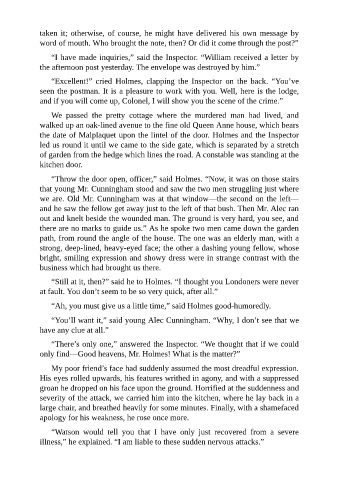 taken it; otherwise, of course, he might have delivered his own message by
word of mouth. Who brought the note, then? Or did it come through the post?”
“I have made inquiries,” said the Inspector. “William received a letter by
the afternoon post yesterday. The envelope was destroyed by him.”
“Excellent!” cried Holmes, clapping the Inspector on the back. “You’ve
seen the postman. It is a pleasure to work with you. Well, here is the lodge,
and if you will come up, Colonel, I will show you the scene of the crime.”
We passed the pretty cottage where the murdered man had lived, and
walked up an oak-lined avenue to the fine old Queen Anne house, which bears
the date of Malplaquet upon the lintel of the door. Holmes and the Inspector
led us round it until we came to the side gate, which is separated by a stretch
of garden from the hedge which lines the road. A constable was standing at the
kitchen door.
“Throw the door open, officer,” said Holmes. “Now, it was on those stairs
that young Mr. Cunningham stood and saw the two men struggling just where
we are. Old Mr. Cunningham was at that window—the second on the left—
and he saw the fellow get away just to the left of that bush. Then Mr. Alec ran
out and knelt beside the wounded man. The ground is very hard, you see, and
there are no marks to guide us.” As he spoke two men came down the garden
path, from round the angle of the house. The one was an elderly man, with a
strong, deep-lined, heavy-eyed face; the other a dashing young fellow, whose
bright, smiling expression and showy dress were in strange contrast with the
business which had brought us there.
“Still at it, then?” said he to Holmes. “I thought you Londoners were never
at fault. You don’t seem to be so very quick, after all.”
“Ah, you must give us a little time,” said Holmes good-humoredly.
“You’ll want it,” said young Alec Cunningham. “Why, I don’t see that we
have any clue at all.”
“There’s only one,” answered the Inspector. “We thought that if we could
only find—Good heavens, Mr. Holmes! What is the matter?”
My poor friend’s face had suddenly assumed the most dreadful expression.
His eyes rolled upwards, his features writhed in agony, and with a suppressed
groan he dropped on his face upon the ground. Horrified at the suddenness and
severity of the attack, we carried him into the kitchen, where he lay back in a
large chair, and breathed heavily for some minutes. Finally, with a shamefaced
apology for his weakness, he rose once more.
“Watson would tell you that I have only just recovered from a severe
illness,” he explained. “I am liable to these sudden nervous attacks.”